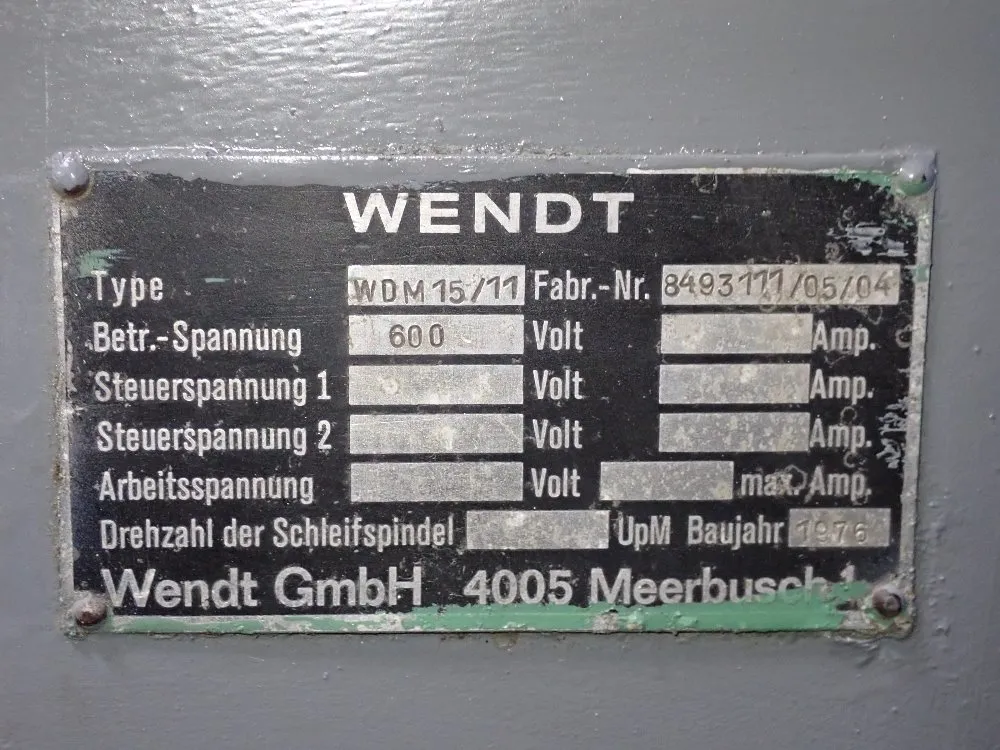 WENDT
Type WDM 15/11 Fabr.-Nr. 8493111/05/04
Betr.-Spannung 600 Volt Amp.
Steuerspannung 1 Volt Amp.
Steuerspannung 2 Volt Amp.
Arbeitsspannung Volt max. Amp.
Drehzahl der Schleifspindel UpM Baujahr 1976
Wendt GmbH 4005 Meerbusch 1